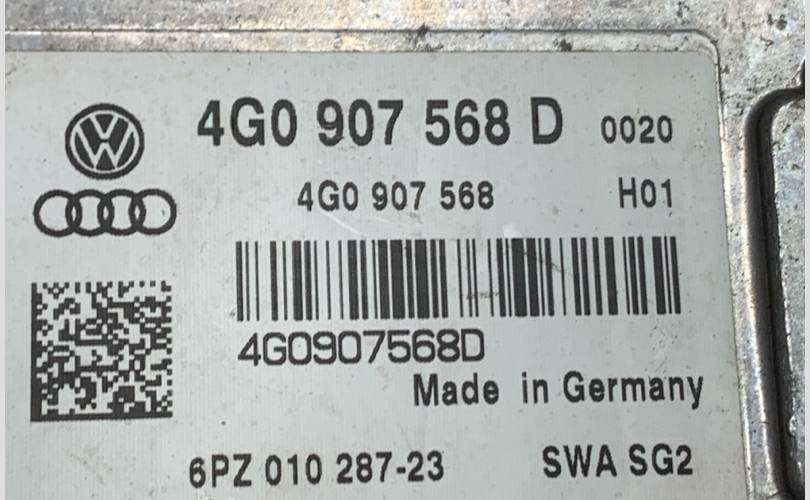 4G0 907 568 D 0020
4G0 907 568 H01
4G0907568D
Made in Germany
6PZ 010 287-23 SWA SG2